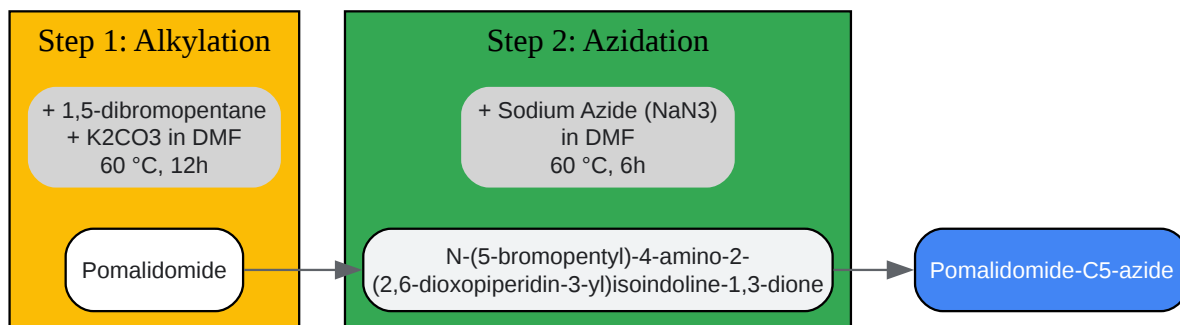 Step 1: Alkylation
+ 1,5-dibromopentane
+ K2CO3 in DMF
60 °C, 12h
Pomalidomide
Step 2: Azidation
+ Sodium Azide (NaN3)
in DMF
60 °C, 6h
N-(5-bromopentyl)-4-amino-2-
(2,6-dioxopiperidin-3-yl)isoindoline-1,3-dione
Pomalidomide-C5-azide